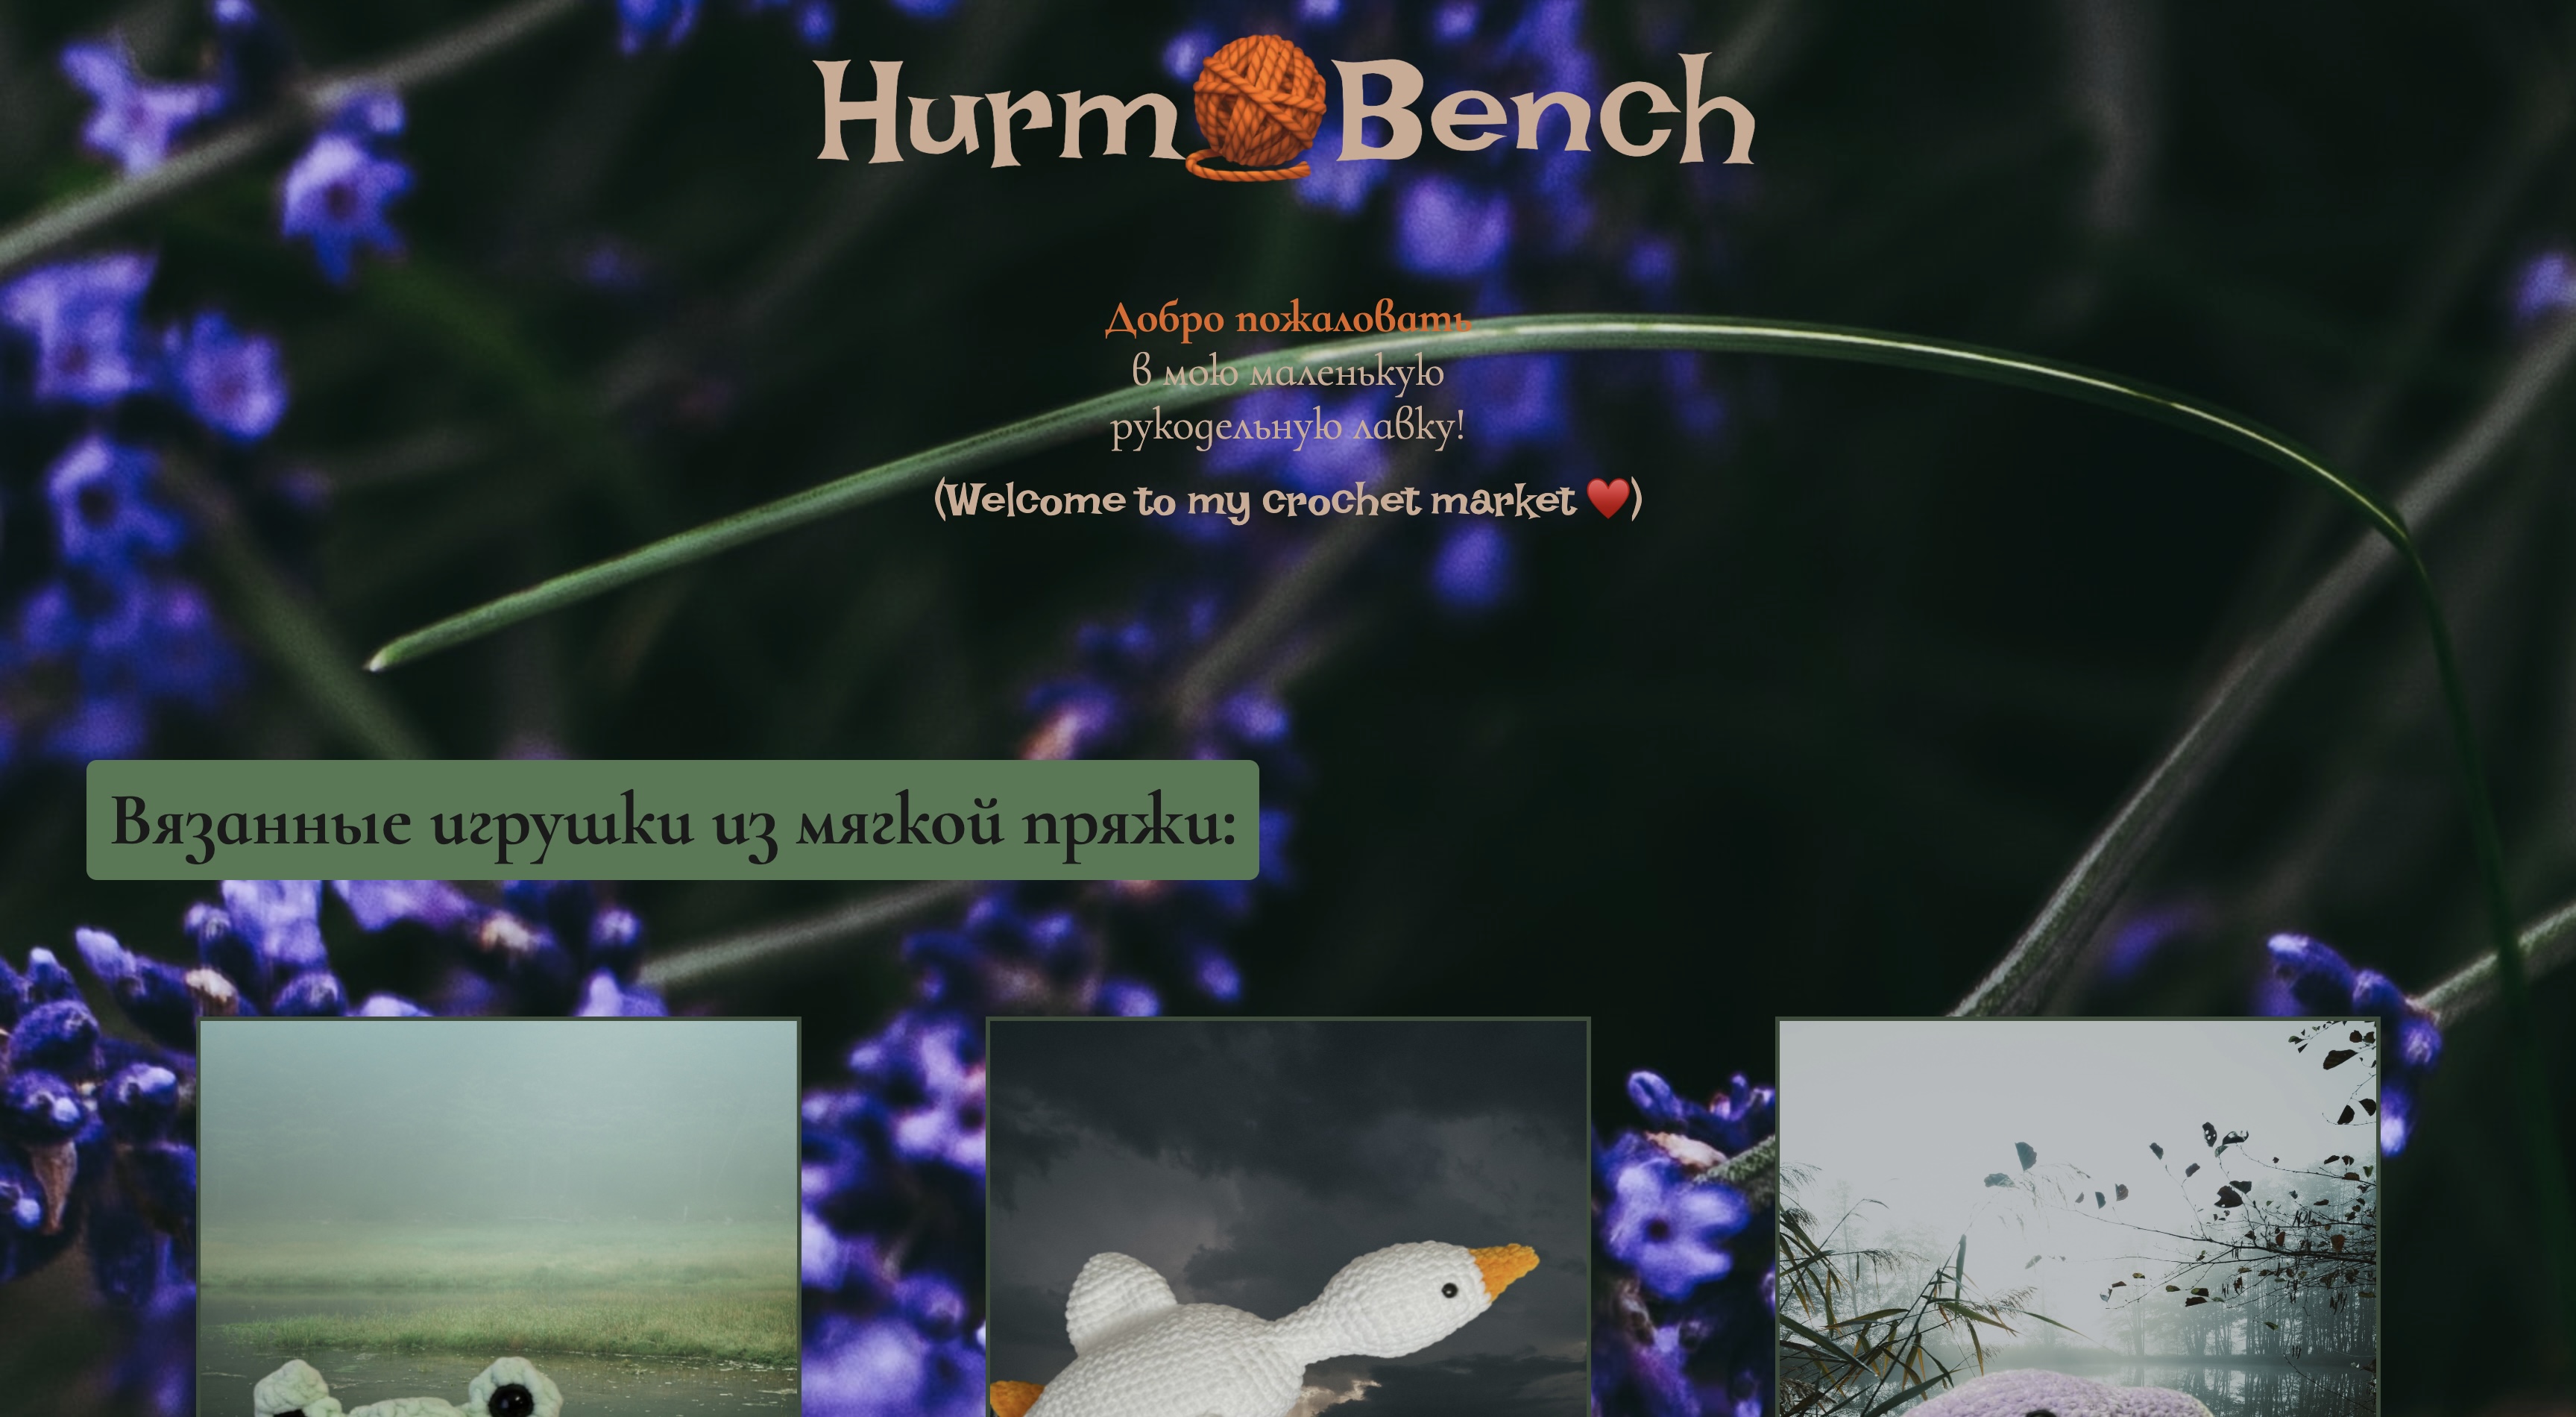 Hurm Bench
Добро пожаловать
в мою маленькую
рукодельную лавку!
(Welcome to my crochet market ♥️)
Вязанные игрушки из мягкой пряжи: